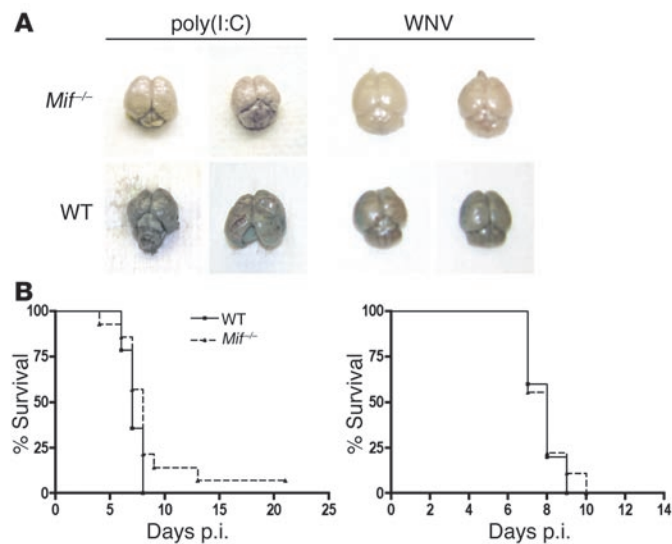 A
poly(I:C) WNV
Mif–/–
WT
B
100
75
50
25
0
% Survival
0 5 10 15 20 25
Days p.i.
WT
Mif–/–
100
75
50
25
0
% Survival
0 2 4 6 8 10 12 14
Days p.i.